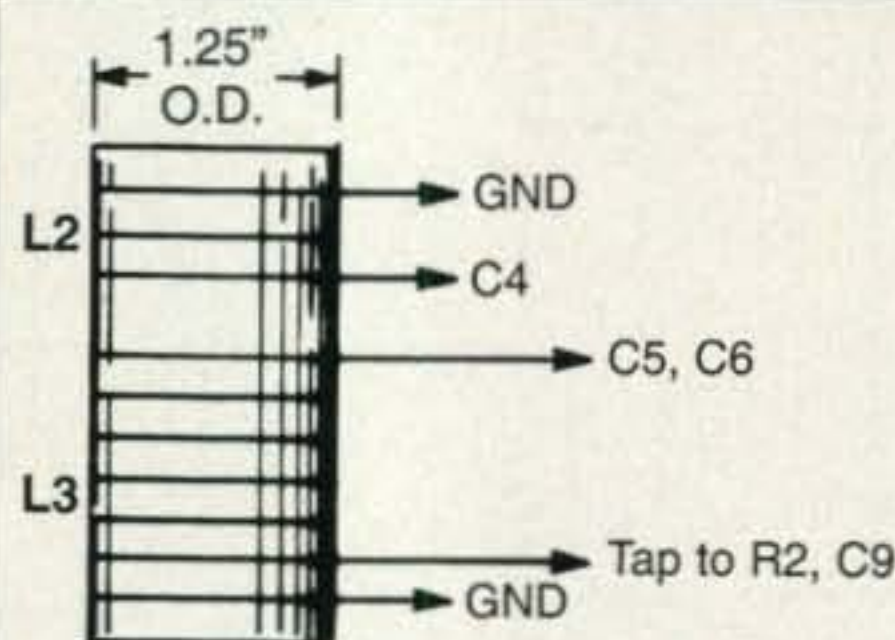 1.25"
O.D.
GND
L2
C4
C5, C6
L3
Tap to R2, C9
GND